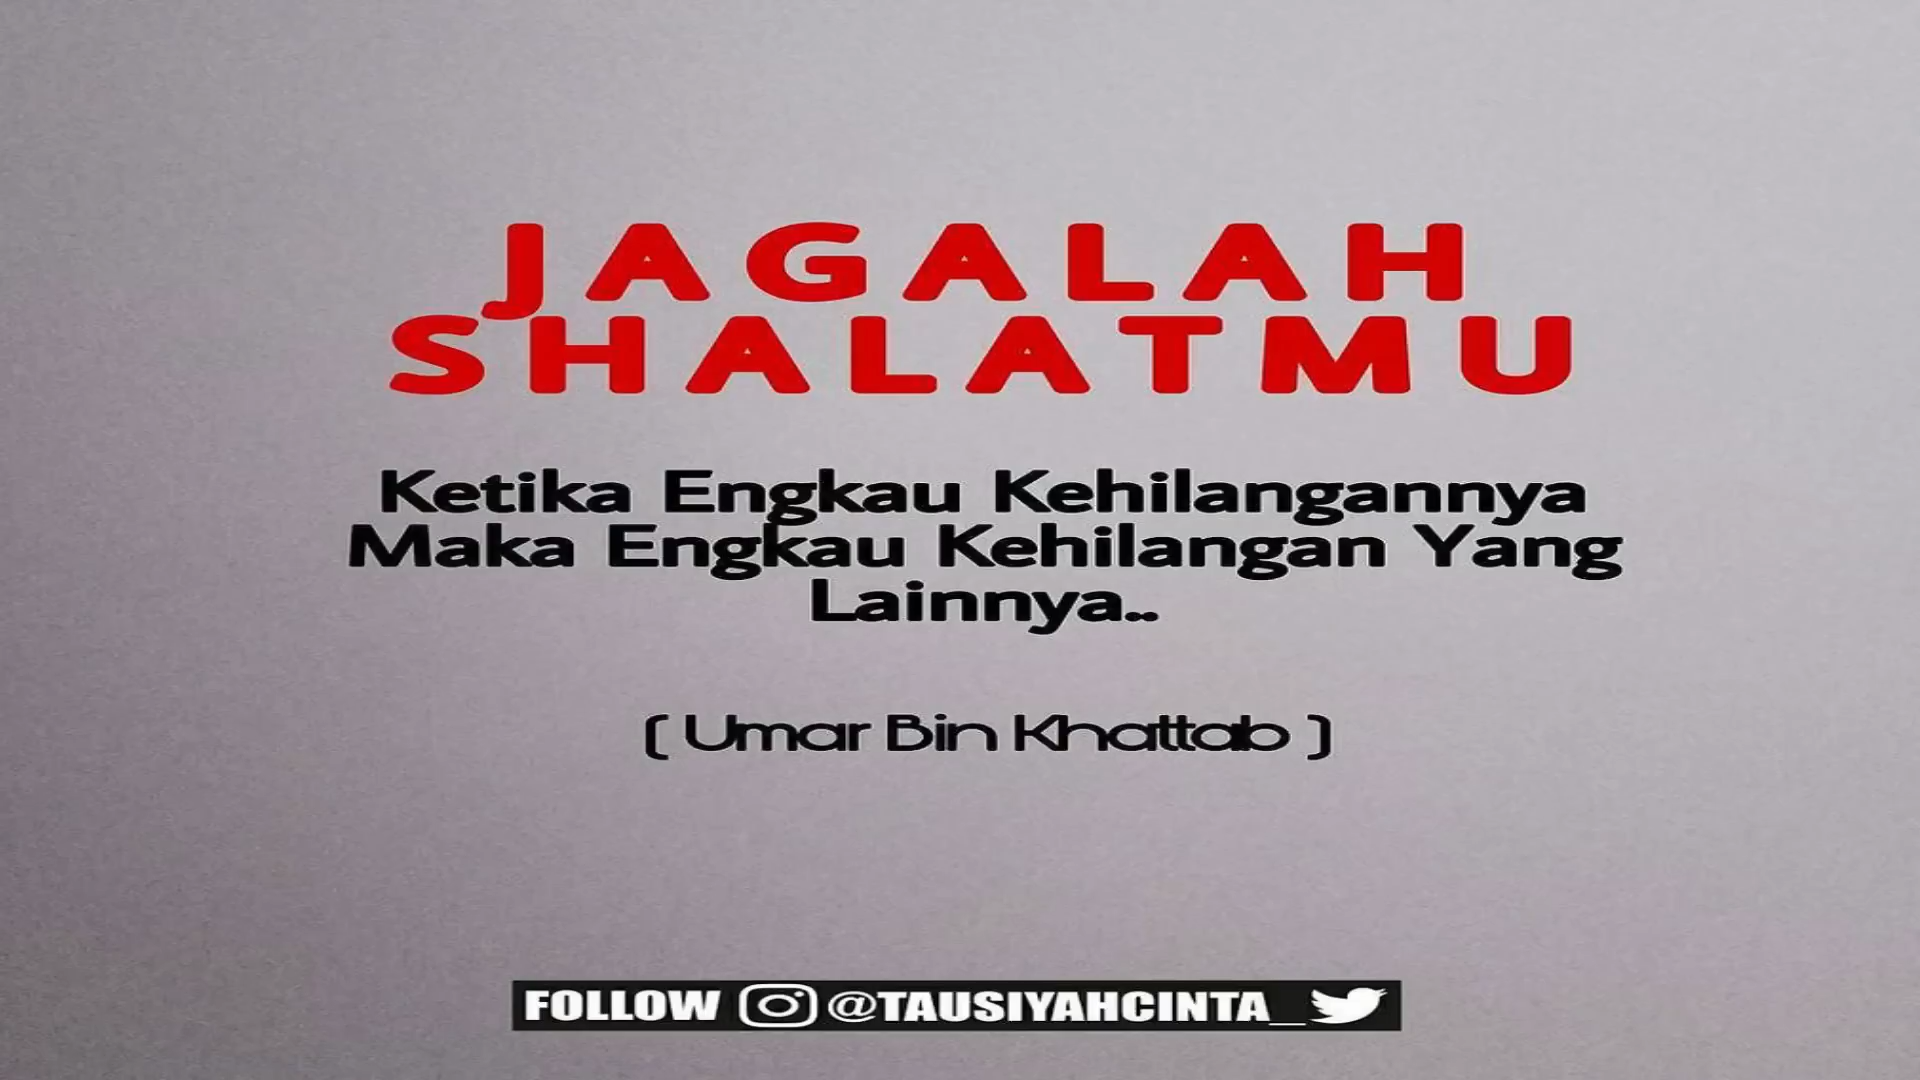 JAGALAH
SHALATMU
Ketika Engkau Kehilangannya
Maka Engkau Kehilangan Yang
Lainnya..
( Umar Bin Khattab )
FOLLOW @TAUSIYAHCINTA_